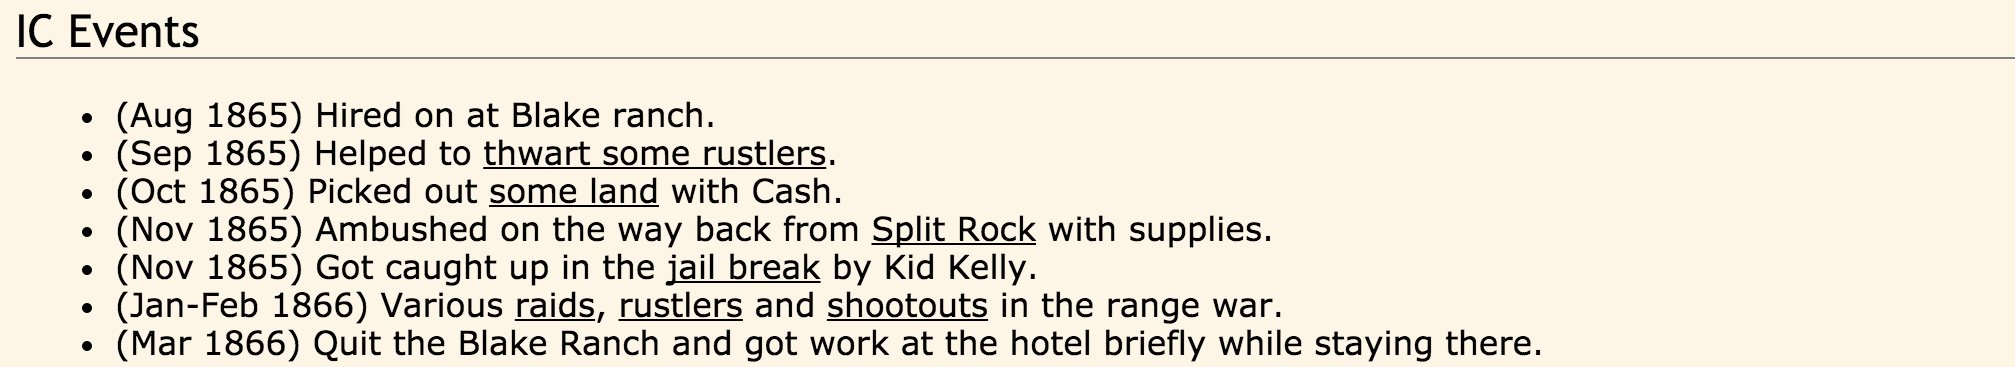 IC Events
• (Aug 1865) Hired on at Blake ranch.
• (Sep 1865) Helped to thwart some rustlers.
• (Oct 1865) Picked out some land with Cash.
• (Nov 1865) Ambushed on the way back from Split Rock with supplies.
• (Nov 1865) Got caught up in the jail break by Kid Kelly.
• (Jan-Feb 1866) Various raids, rustlers and shootouts in the range war.
• (Mar 1866) Quit the Blake Ranch and got work at the hotel briefly while staying there.